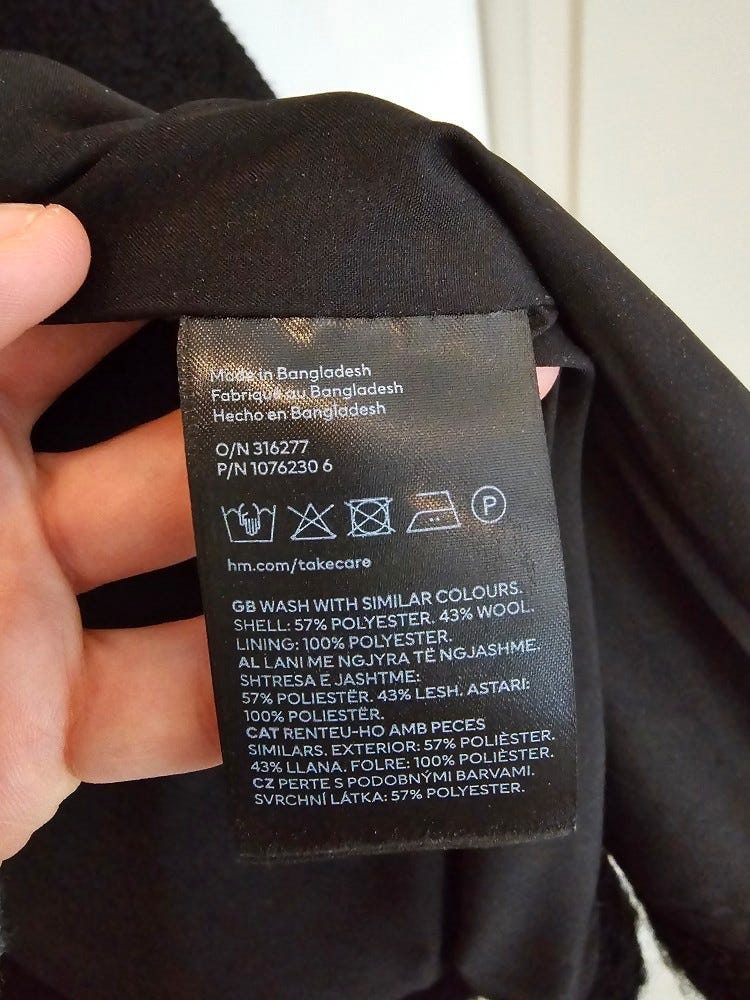 Made in Bangladesh
Fabriqué au Bangladesh
Hecho en Bangladesh
O/N 316277
P/N 1076230 6
P
hm.com/takecare
GB WASH WITH SIMILAR COLOURS.
SHELL: 57% POLYESTER. 43% WOOL.
LINING: 100% POLYESTER.
AL LANI ME NGJYRA TË NGJASHME.
SHTRESA E JASHTME:
57% POLIESTËR. 43% LESH. ASTARI:
100% POLIESTËR.
CAT RENTEU-HO AMB PECES
SIMILARS. EXTERIOR: 57% POLIÈSTER.
43% LLANA. FOLRE: 100% POLIÈSTER.
CZ PERTE S PODOBNÝMI BARVAMI.
SVRCHNÍ LÁTKA: 57% POLYESTER.